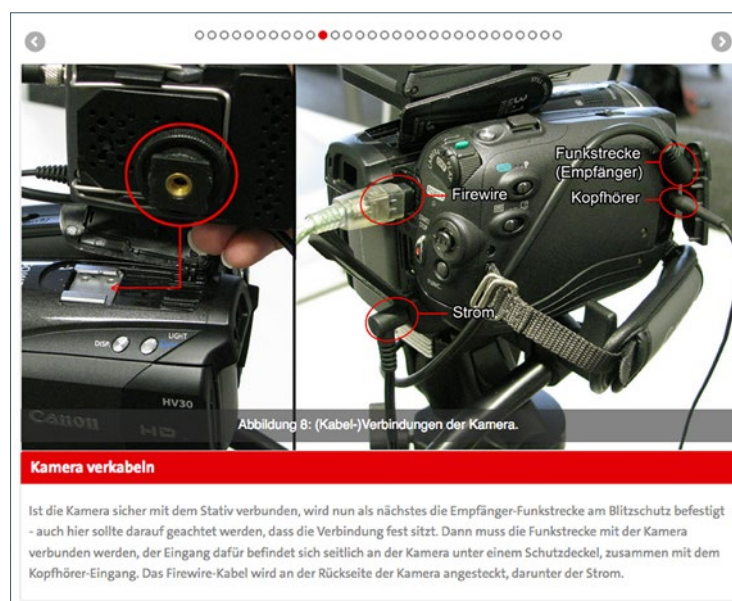 Funkstrecke
(Empfänger)
Firewire
Kopfhörer
Strom
LIGHT
DISP.
HV30
Canon
HD
Abbildung 8: (Kabel-)Verbindungen der Kamera.
Kamera verkabeln
Ist die Kamera sicher mit dem Stativ verbunden, wird nun als nächstes die Empfänger-Funkstrecke am Blitzschutz befestigt
- auch hier sollte darauf geachtet werden, dass die Verbindung fest sitzt. Dann muss die Funkstrecke mit der Kamera
verbunden werden, der Eingang dafür befindet sich seitlich an der Kamera unter einem Schutzdeckel, zusammen mit dem
Kopfhörer-Eingang. Das Firewire-Kabel wird an der Rückseite der Kamera angesteckt, darunter der Strom.